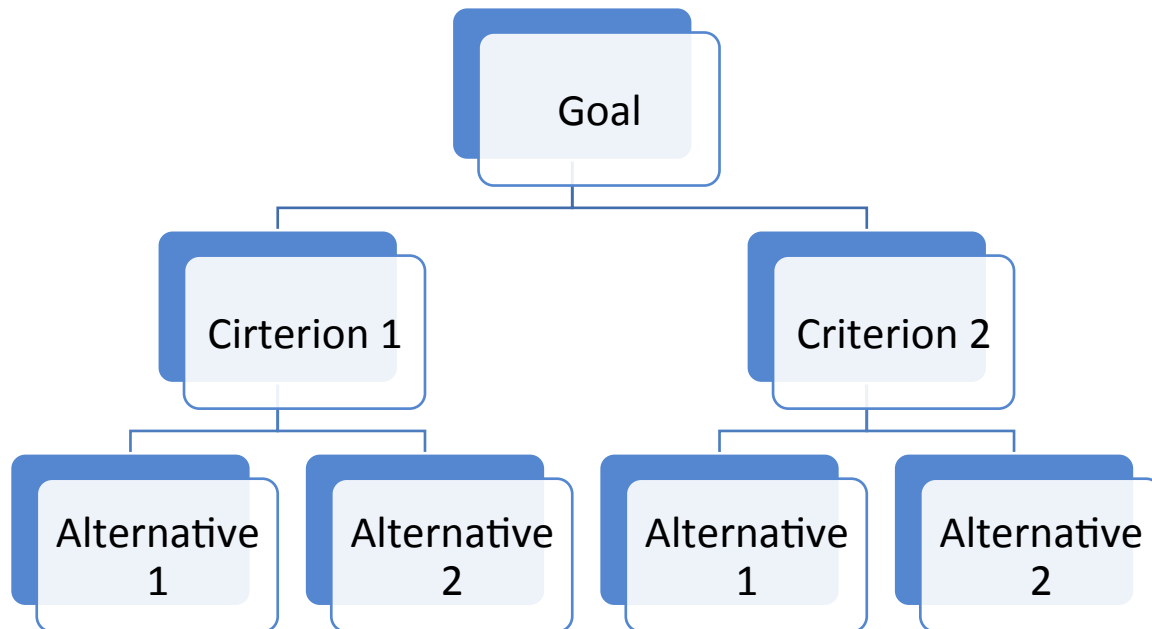 Goal
Cirterion 1
Criterion 2
Alternative
1
Alternative
2
Alternative
1
Alternative
2